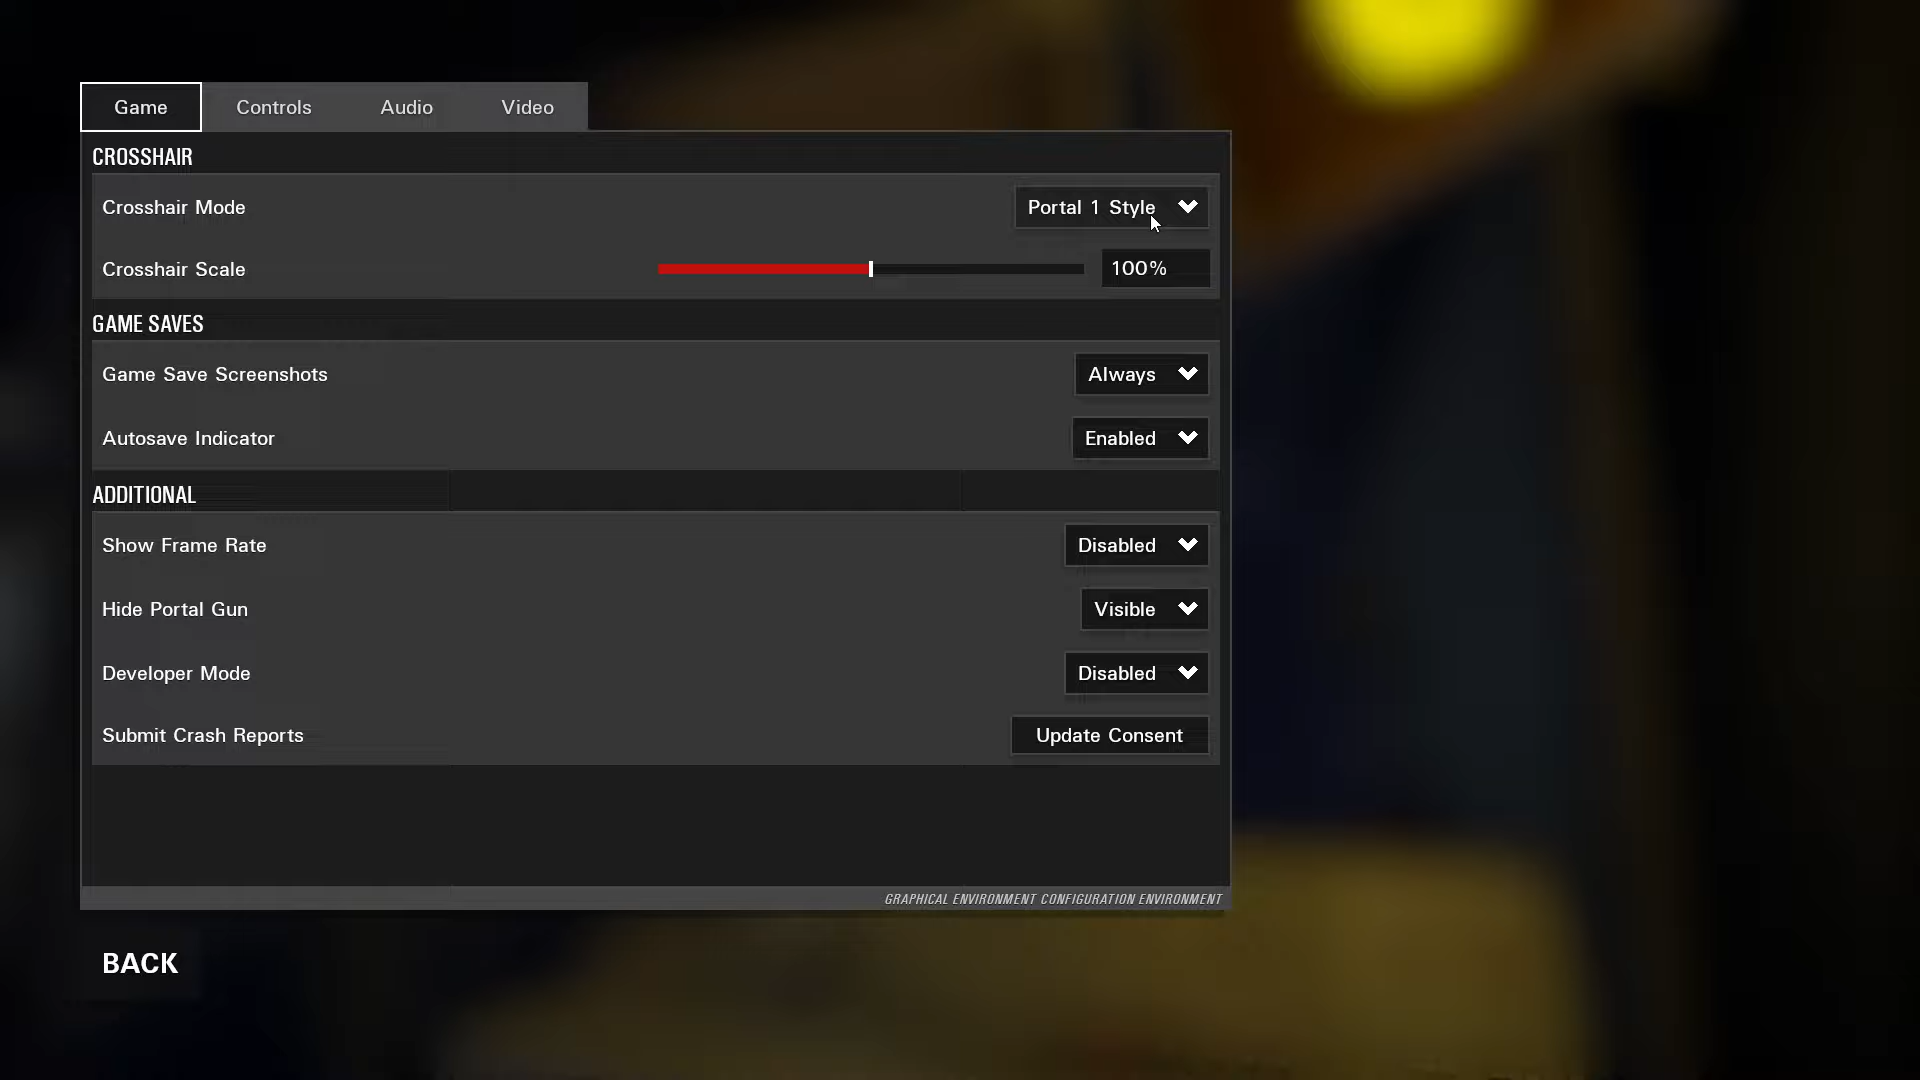 Game Controls Audio Video
CROSSHAIR
Crosshair Mode Portal 1 Style
Crosshair Scale 100%
GAME SAVES
Game Save Screenshots Always
Autosave Indicator Enabled
ADDITIONAL
Show Frame Rate Disabled
Hide Portal Gun Visible
Developer Mode Disabled
Submit Crash Reports Update Consent
GRAPHICAL ENVIRONMENT CONFIGURATION ENVIRONMENT
BACK